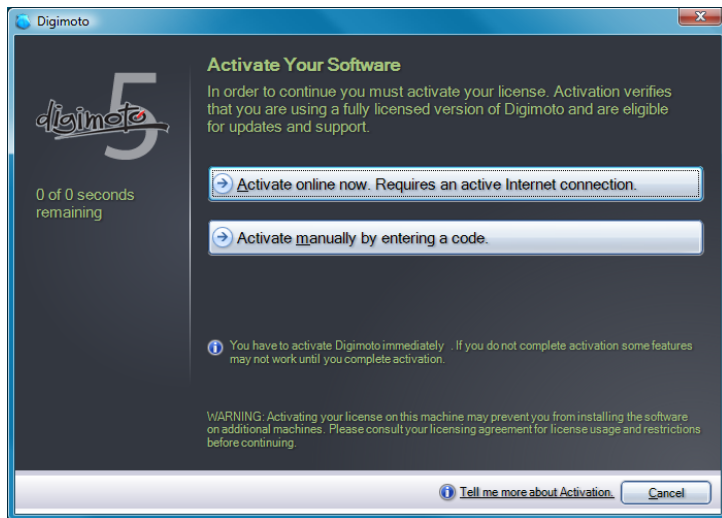 Digimoto
digimoto 5
0 of 0 seconds
remaining
Activate Your Software
In order to continue you must activate your license. Activation verifies
that you are using a fully licensed version of Digimoto and are eligible
for updates and support.
Activate online now. Requires an active Internet connection.
Activate manually by entering a code.
You have to activate Digimoto immediately . If you do not complete activation some features
may not work until you complete activation.
WARNING: Activating your license on this machine may prevent you from installing the software
on additional machines. Please consult your licensing agreement for license usage and restrictions
before continuing.
Tell me more about Activation.
Cancel